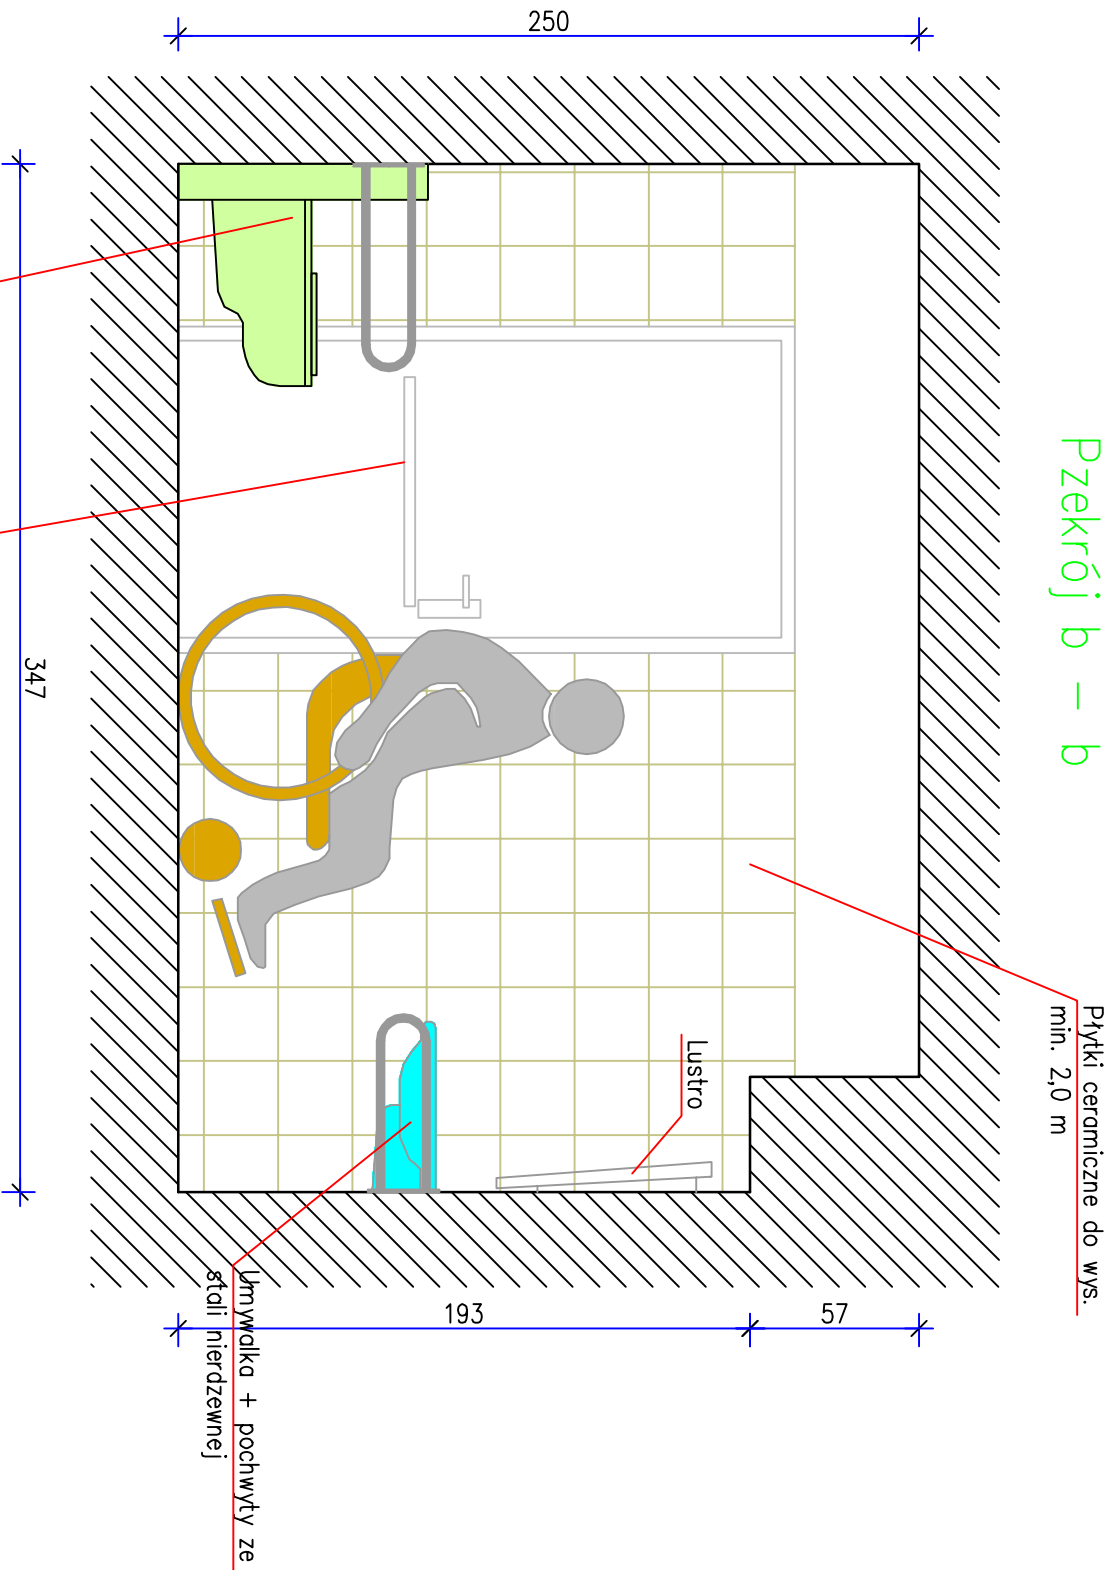 Pzekrój b – b
Płytki ceramiczne do wys.
min. 2,0 m
Lustro
Umywalka + pochwyty ze
stali nierdzewnej
250
347
193
57